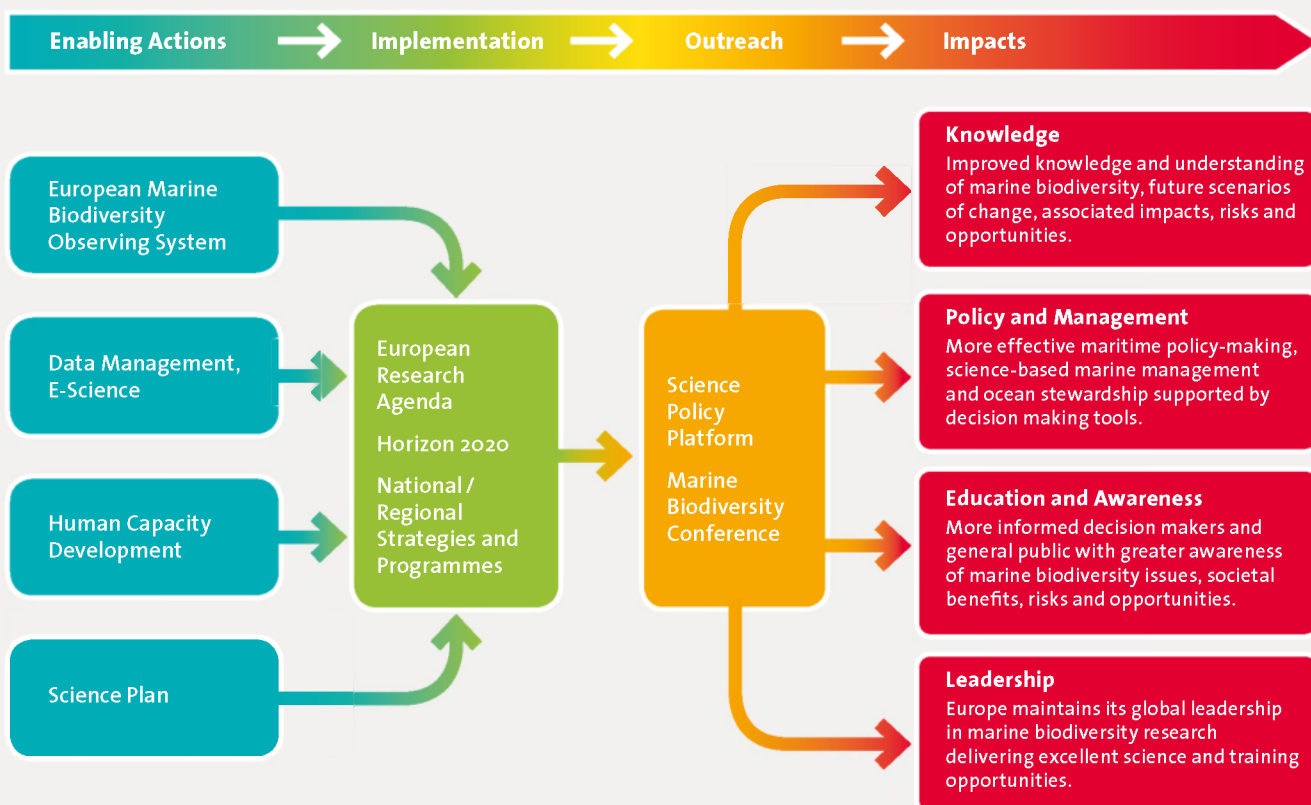 Enabling Actions
Implementation
Outreach
Impacts
European Marine
Biodiversity
Observing System
Data Management,
E-Science
Human Capacity
Development
Science Plan
European
Research
Agenda
Horizon 2020
National /
Regional
Strategies and
Programmes
Science
Policy
Platform
Marine
Biodiversity
Conference
Knowledge
Improved knowledge and understanding
of marine biodiversity, future scenarios
of change, associated impacts, risks and
opportunities.
Policy and Management
More effective maritime policy-making,
science-based marine management
and ocean stewardship supported by
decision making tools.
Education and Awareness
More informed decision makers and
general public with greater awareness
of marine biodiversity issues, societal
benefits, risks and opportunities.
Leadership
Europe maintains its global leadership
in marine biodiversity research
delivering excellent science and training
opportunities.